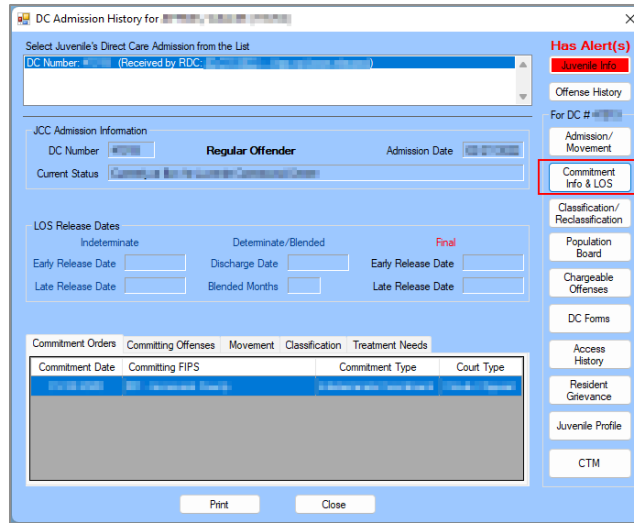 DC Admission History for
Select Juvenile's Direct Care Admission from the List
DC Number: (Received by RDC: )
JCC Admission Information
DC Number Regular Offender Admission Date
Current Status
LOS Release Dates
Indeterminate Determinate/Blended Final
Early Release Date Discharge Date Early Release Date
Late Release Date Blended Months Late Release Date
Commitment Orders Committing Offenses Movement Classification Treatment Needs
Commitment Date Committing FIPS Commitment Type Court Type
Print Close
Has Alert(s)
Juvenile Info
Offense History
For DC #
Admission/
Movement
Commitment
Info & LOS
Classification/
Reclassification
Population
Board
Chargeable
Offenses
DC Forms
Access
History
Resident
Grievance
Juvenile Profile
CTM